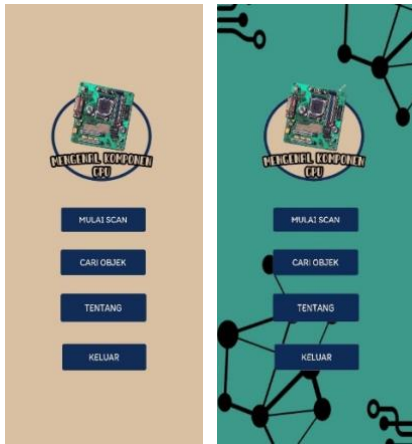 MENGENAL KOMPONEN
CPU
MULAI SCAN
CARI OBJEK
TENTANG
KELUAR
MENGENAL KOMPONEN
CPU
MULAI SCAN
CARI OBJEK
TENTANG
KELUAR